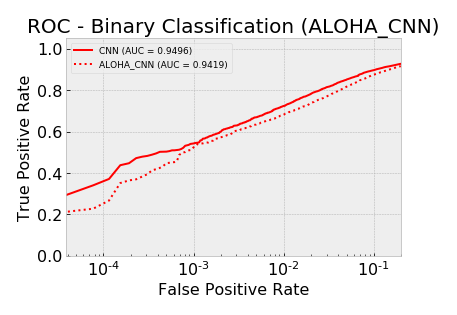 ROC - Binary Classification (ALOHA_CNN)
CNN (AUC = 0.9496)
ALOHA_CNN (AUC = 0.9419)
True Positive Rate
1.0
0.8
0.6
0.4
0.2
0.0
10^-4 10^-3 10^-2 10^-1
False Positive Rate